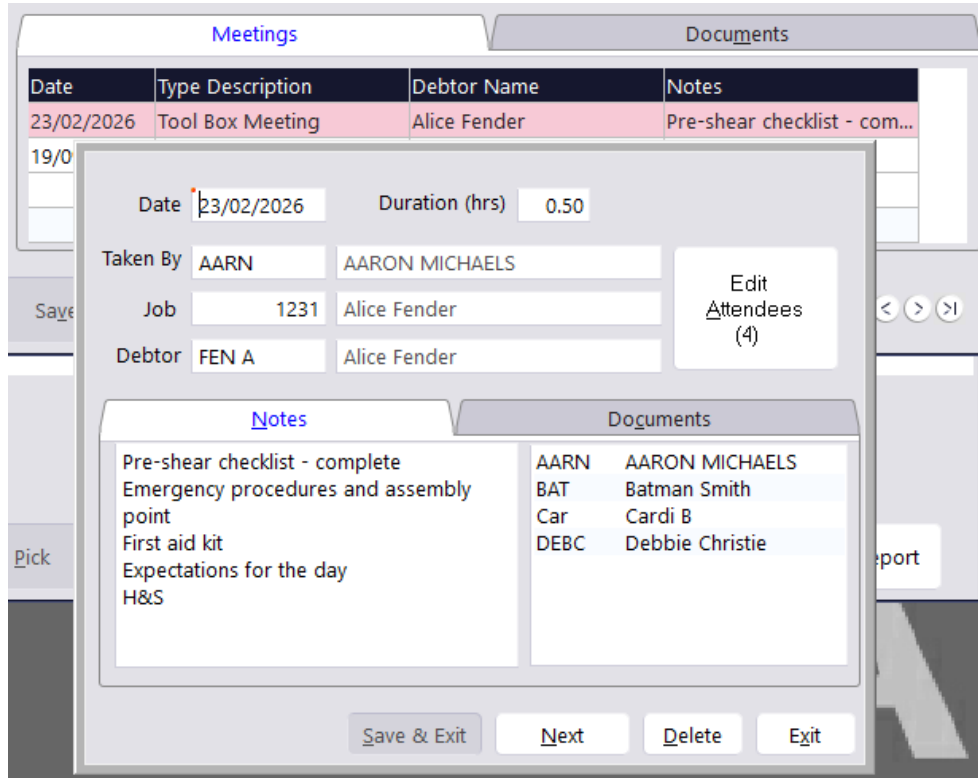 Meetings Documents
Date Type Description Debtor Name Notes
23/02/2026 Tool Box Meeting Alice Fender Pre-shear checklist - com...
Date 23/02/2026 Duration (hrs) 0.50
Taken By AARN AARON MICHAELS
Job 1231 Alice Fender
Debtor FEN A Alice Fender
Edit
Attendees
(4)
Notes Documents
Pre-shear checklist - complete
Emergency procedures and assembly
point
First aid kit
Expectations for the day
H&S
AARN AARON MICHAELS
BAT Batman Smith
Car Cardi B
DEBC Debbie Christie
Pick
Save & Exit Next Delete Exit